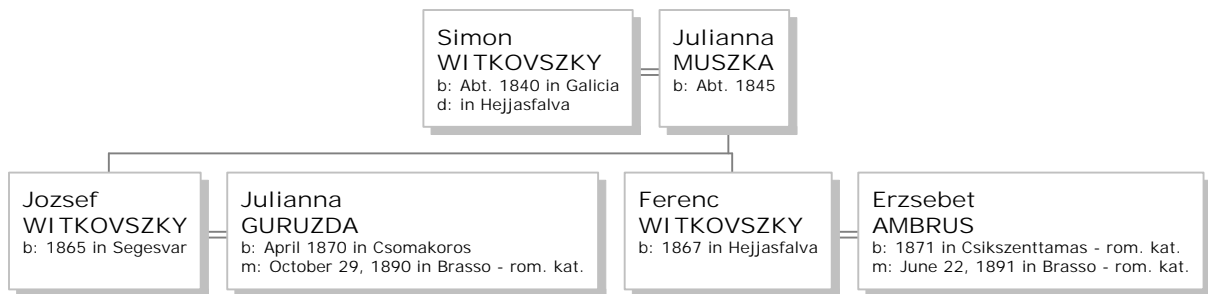 Simon
WITKOVSZKY
b: Abt. 1840 in Galicia
d: in Hejjasfalva
Julianna
MUSZKA
b: Abt. 1845
Jozsef
WITKOVSZKY
b: 1865 in Segesvar
Julianna
GURUZDA
b: April 1870 in Csomakoros
m: October 29, 1890 in Brasso - rom. kat.
Ferenc
WITKOVSZKY
b: 1867 in Hejjasfalva
Erzsebet
AMBRUS
b: 1871 in Csikszenttamas - rom. kat.
m: June 22, 1891 in Brasso - rom. kat.